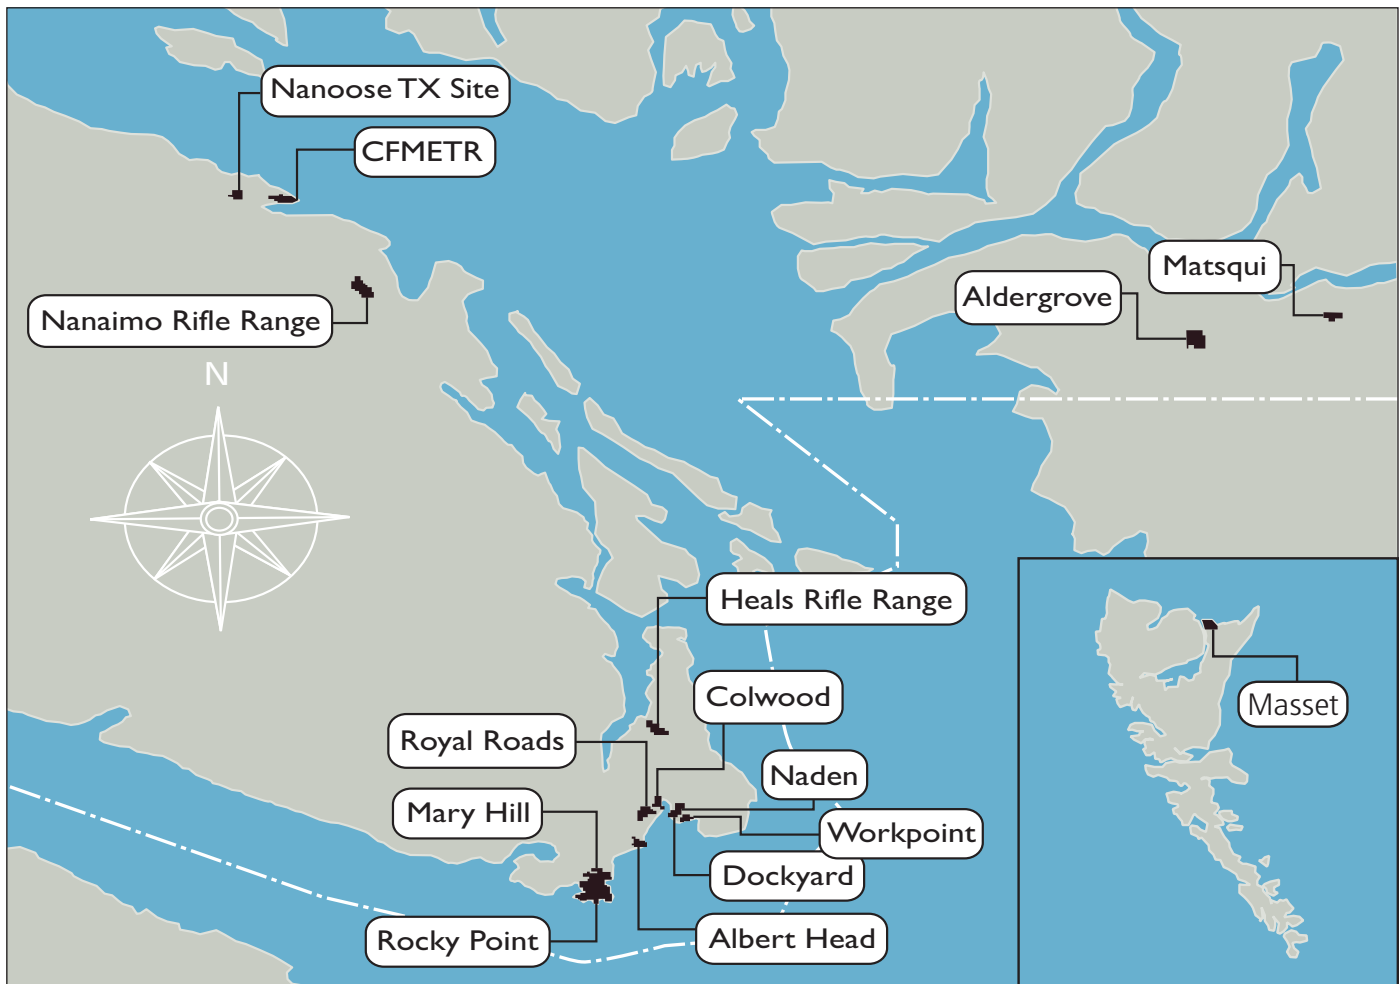 Nanoose TX Site
CFMETR
Matsqui
Aldergrove
Nanaimo Rifle Range
N
Heals Rifle Range
Colwood
Masset
Royal Roads
Naden
Mary Hill
Workpoint
Dockyard
Rocky Point
Albert Head